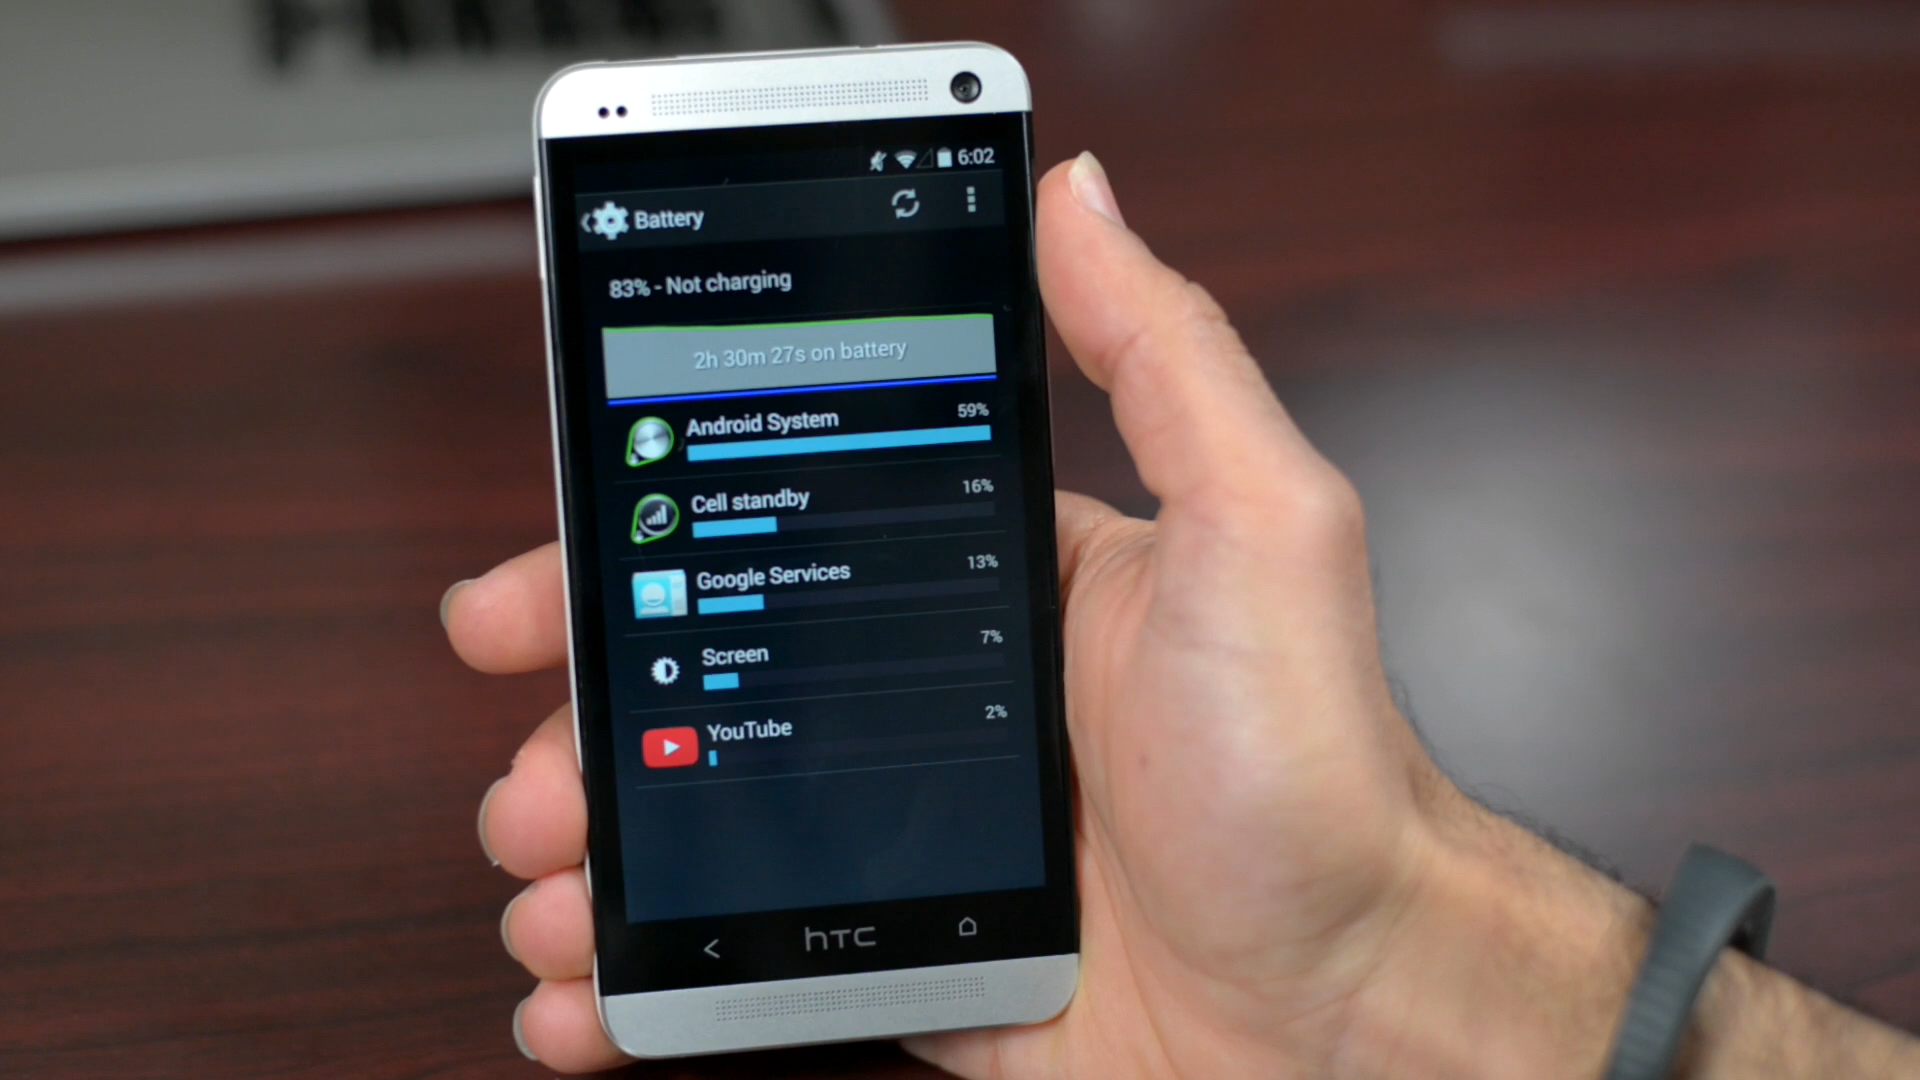 6:02
Battery
83% - Not charging
2h 30m 27s on battery
Android System 59%
Cell standby 16%
Google Services 13%
Screen 7%
YouTube 2%
hTC